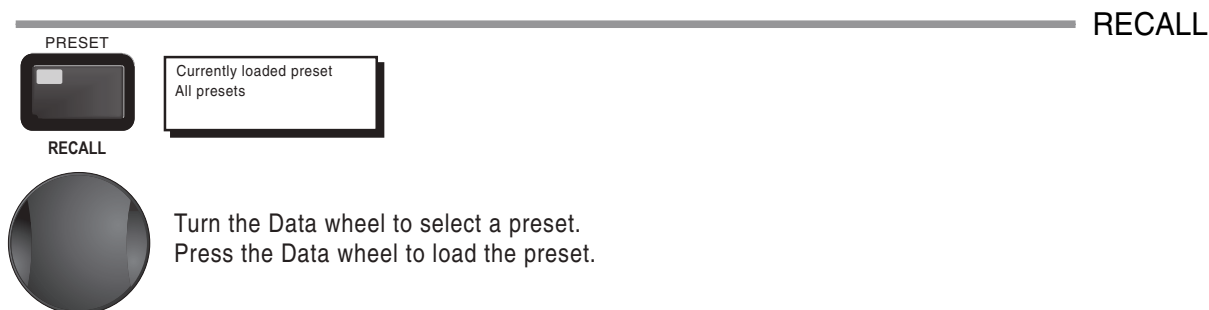 RECALL
PRESET
Currently loaded preset
All presets
RECALL
Turn the Data wheel to select a preset.
Press the Data wheel to load the preset.